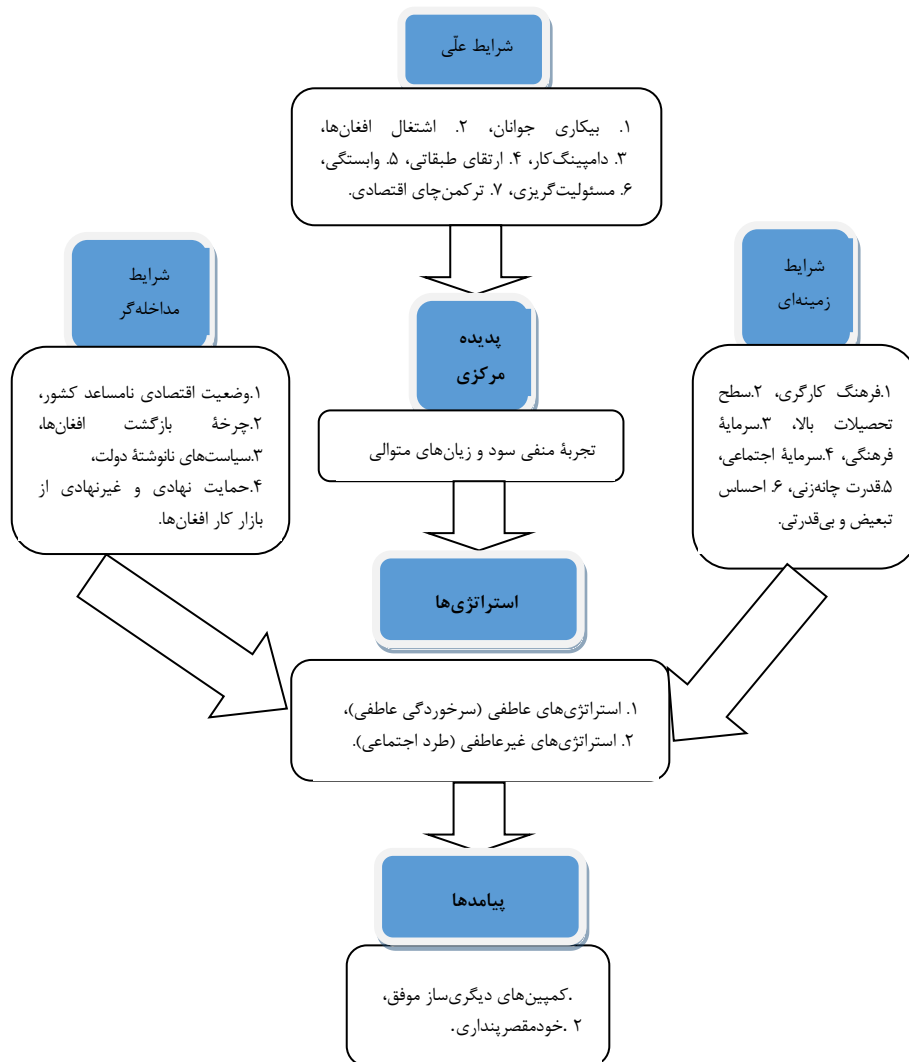 شرایط علّی
۱. بیکاری جوانان، ۲. اشتغال افغان‌ها،
۳. دامپینگ‌کار، ۴. ارتقای طبقاتی، ۵. وابستگی،
۶. مسئولیت‌گریزی، ۷. ترکمن‌چای اقتصادی.
شرایط
زمینه‌ای
۱.فرهنگ کارگری، ۲.سطح
تحصیلات بالا، ۳.سرمایۀ
فرهنگی، ۴.سرمایۀ اجتماعی،
۵.قدرت چانه‌زنی، ۶. احساس
تبعیض و بی‌قدرتی.
شرایط
مداخله‌گر
۱.وضعیت اقتصادی نامساعد کشور،
۲.چرخۀ بازگشت افغان‌ها،
۳.سیاست‌های نانوشتۀ دولت،
۴.حمایت نهادی و غیرنهادی از
بازار کار افغان‌ها.
پدیده
مرکزی
تجربۀ منفی سود و زیان‌های متوالی
استراتژی‌ها
۱. استراتژی‌های عاطفی (سرخوردگی عاطفی)،
۲. استراتژی‌های غیرعاطفی (طرد اجتماعی).
پیامدها
.کمپین‌های دیگری‌ساز موفق،
۲ .خودمقصرپنداری.